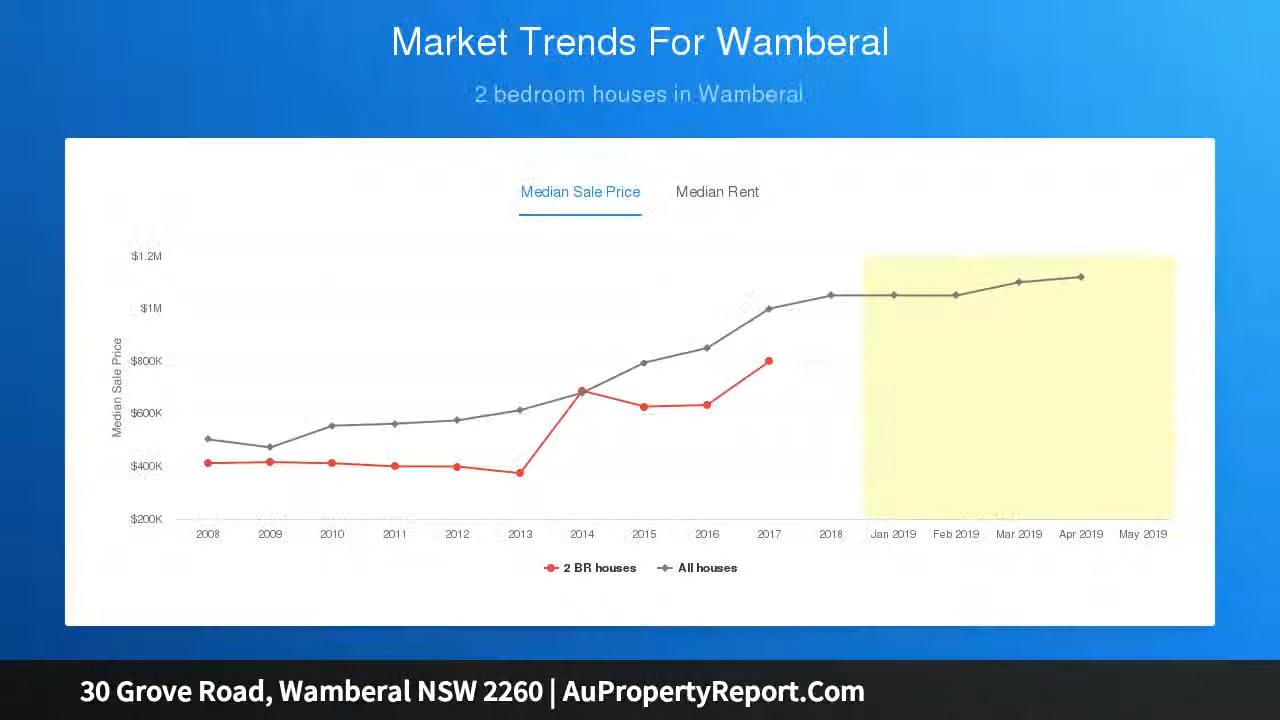 Market Trends For Wamberal
2 bedroom houses in Wamberal
Median Sale Price Median Rent
Median Sale Price
$1.2M
$1M
$800K
$600K
$400K
$200K
2008 2009 2010 2011 2012 2013 2014 2015 2016 2017 2018 Jan 2019 Feb 2019 Mar 2019 Apr 2019 May 2019
2 BR houses All houses
30 Grove Road, Wamberal NSW 2260 | AuPropertyReport.Com